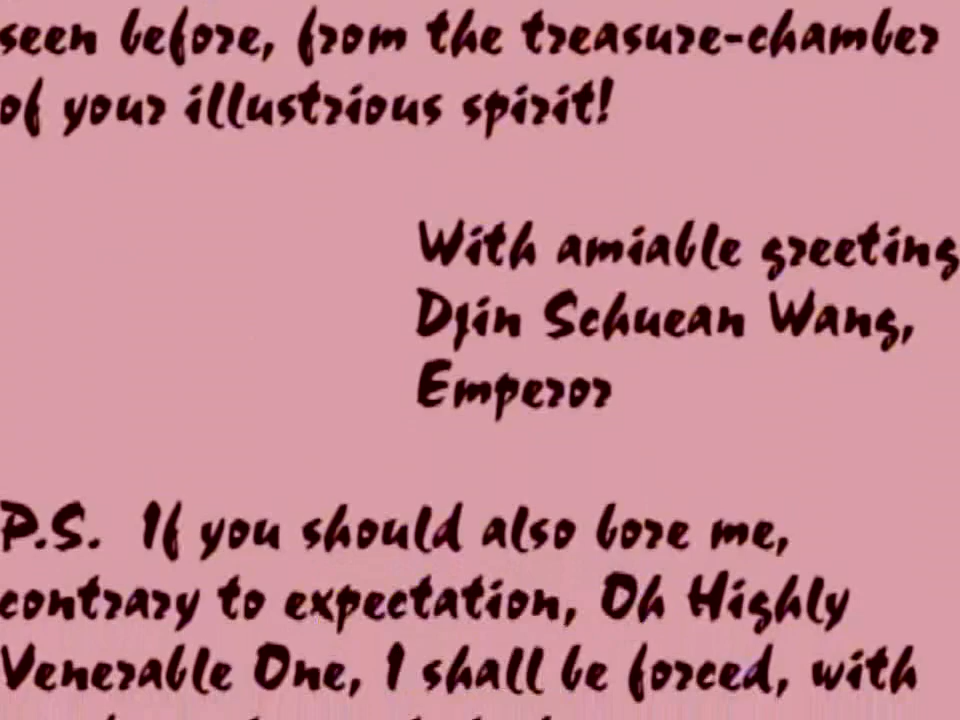 seen before, from the treasure-chamber
of your illustrious spirit!
With amiable greeting
Djin Schuean Wang,
Emperor
P.S. If you should also bore me,
contrary to expectation, Oh Highly
Venerable One, I shall be forced, with